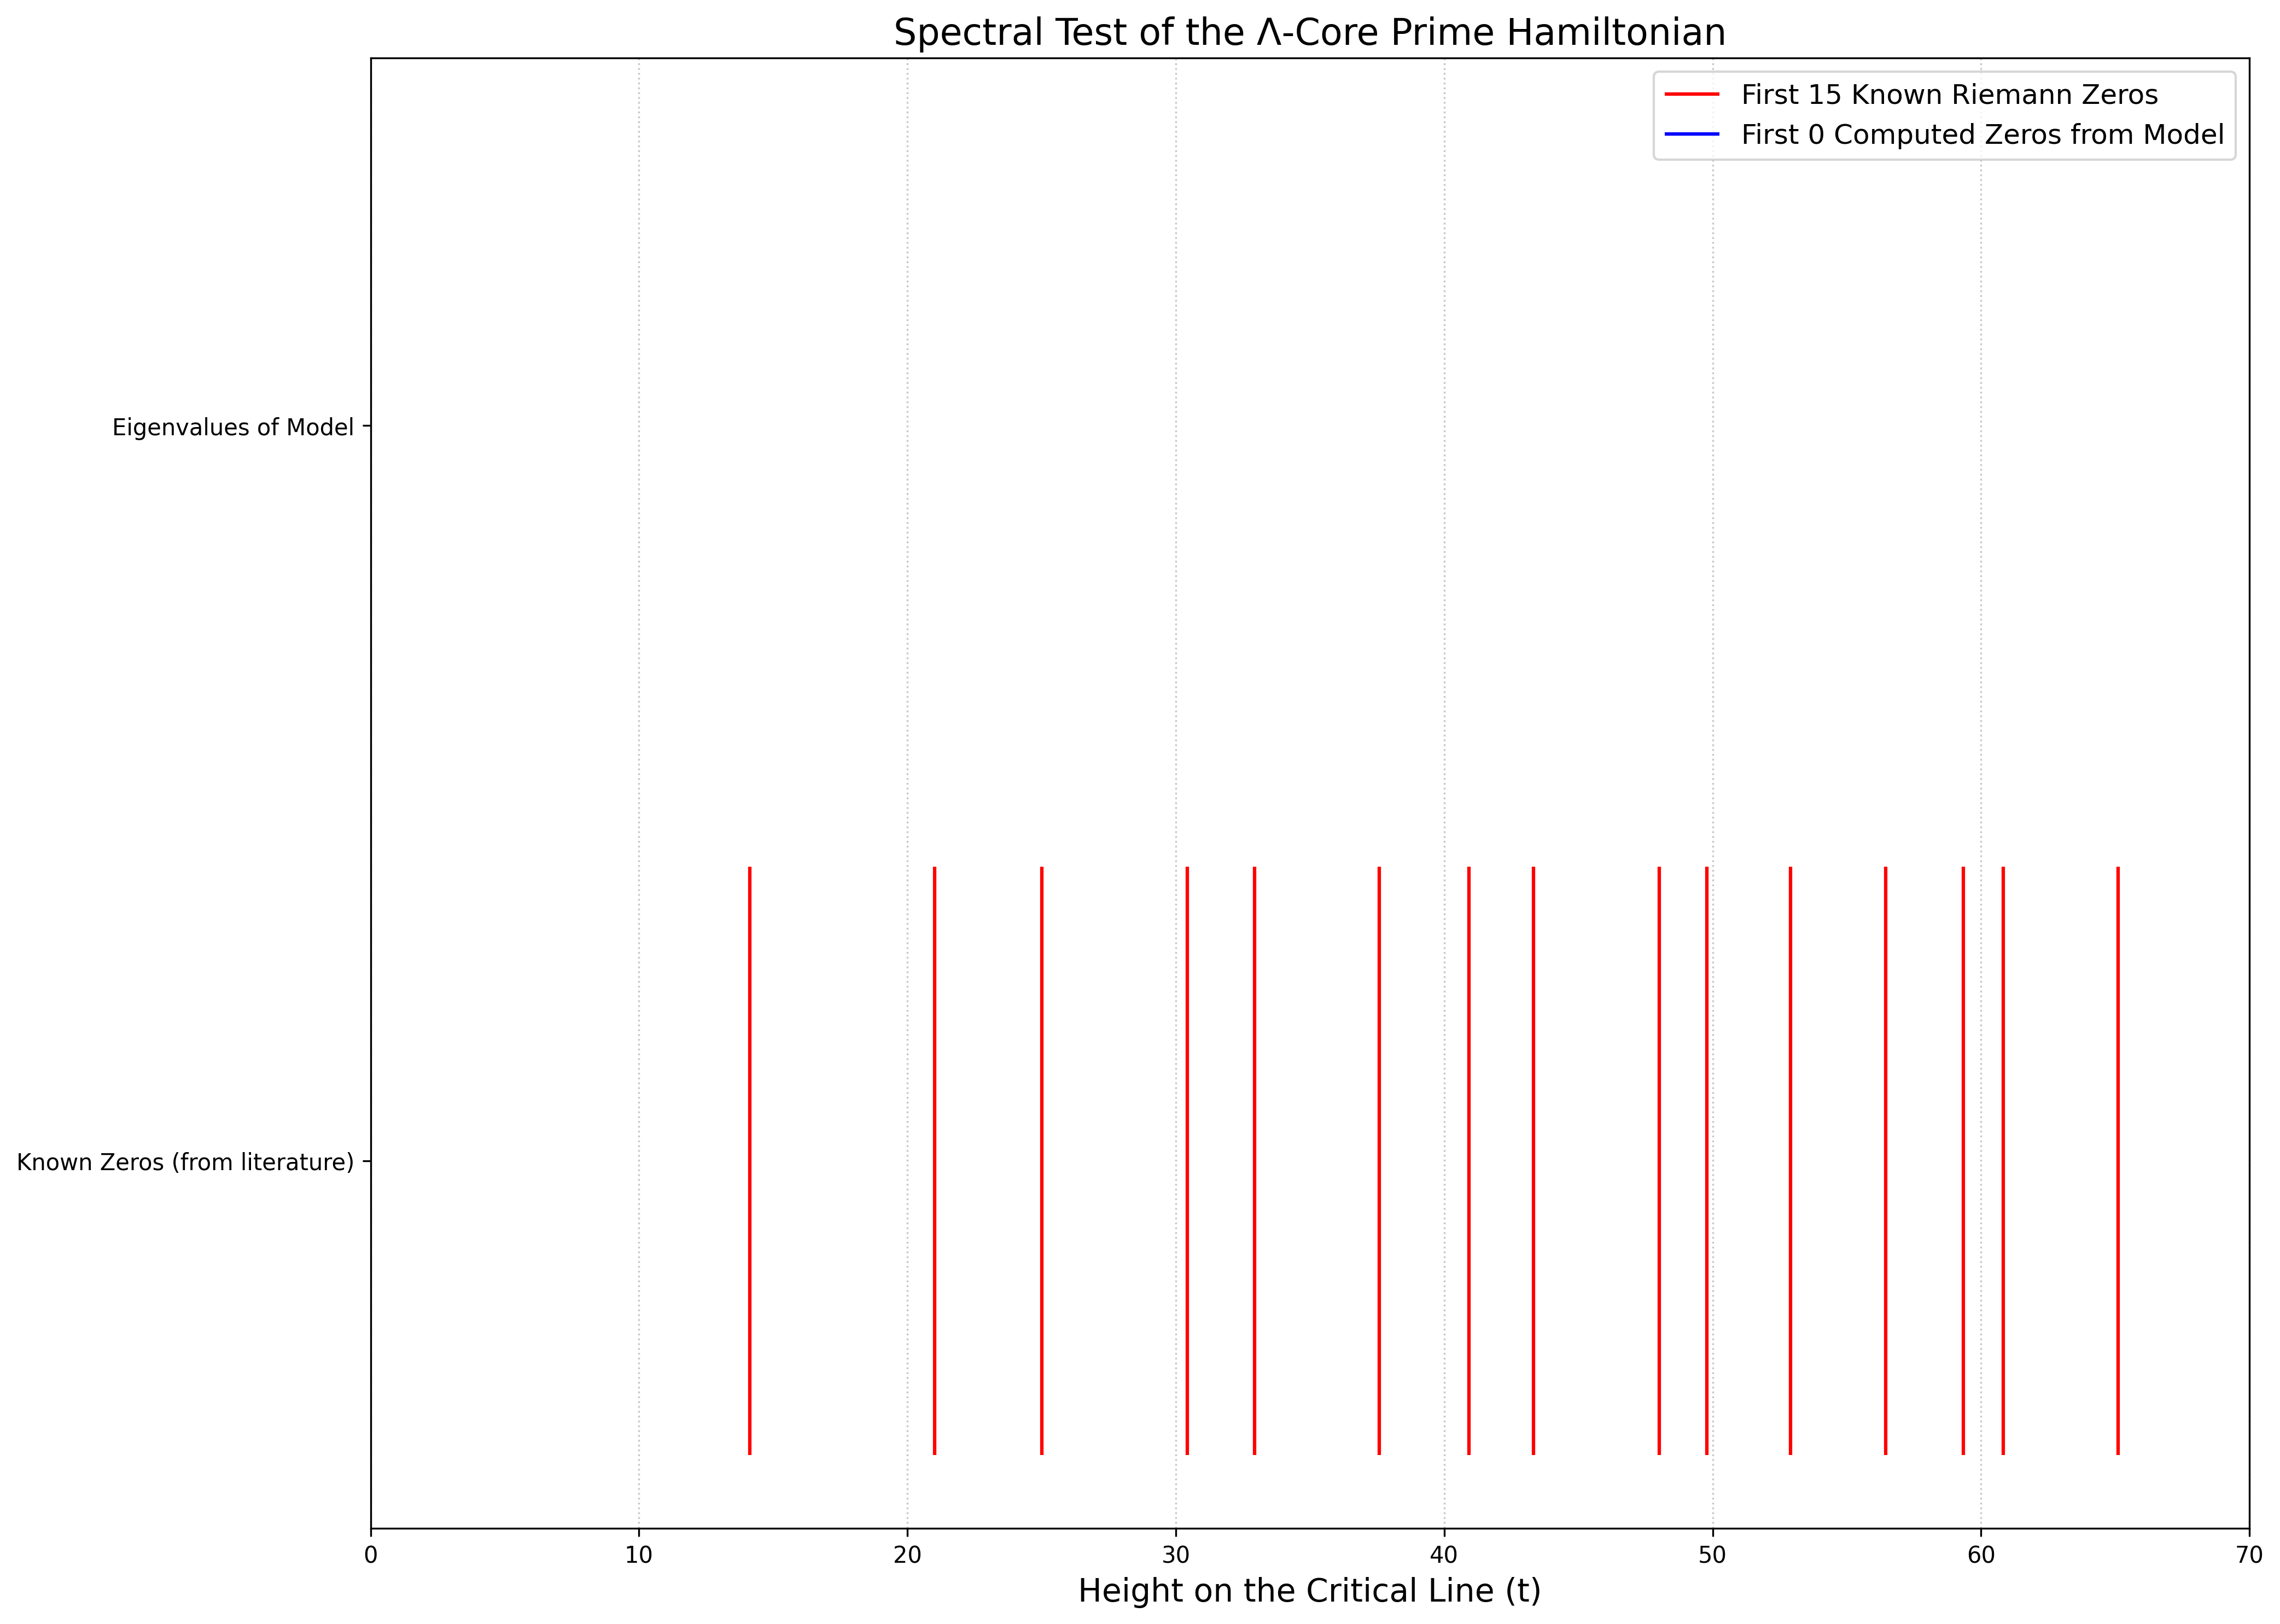 Spectral Test of the Λ-Core Prime Hamiltonian
First 15 Known Riemann Zeros
First 0 Computed Zeros from Model
Eigenvalues of Model
Known Zeros (from literature)
0 10 20 30 40 50 60 70
Height on the Critical Line (t)